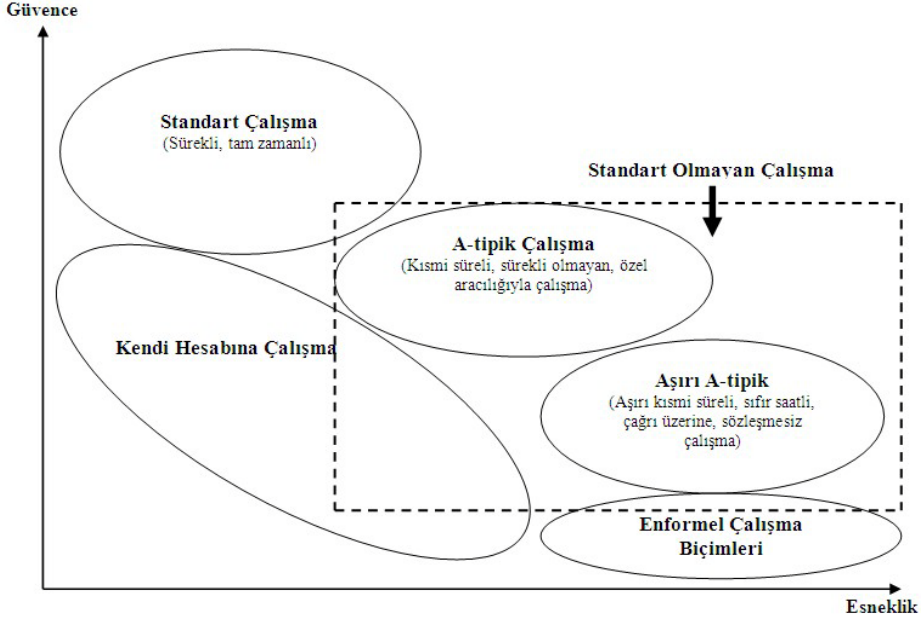 Güvence
Standart Çalışma
(Sürekli, tam zamanlı)
Standart Olmayan Çalışma
A-tipik Çalışma
(Kısmi süreli, sürekli olmayan, özel
aracılığıyla çalışma)
Kendi Hesabına Çalışma
Aşırı A-tipik
(Aşırı kısmi süreli, sıfır saatli,
çağrı üzerine, sözleşmesiz
çalışma)
Enformel Çalışma
Biçimleri
Esneklik